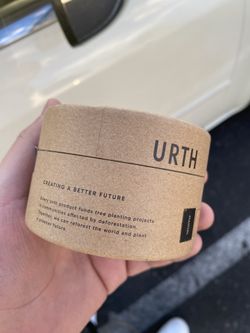 URTH
CREATING A BETTER FUTURE
Every urth product funds tree planting projects
in communities affected by deforestation.
Together, we can reforest the world and plant
a better future.